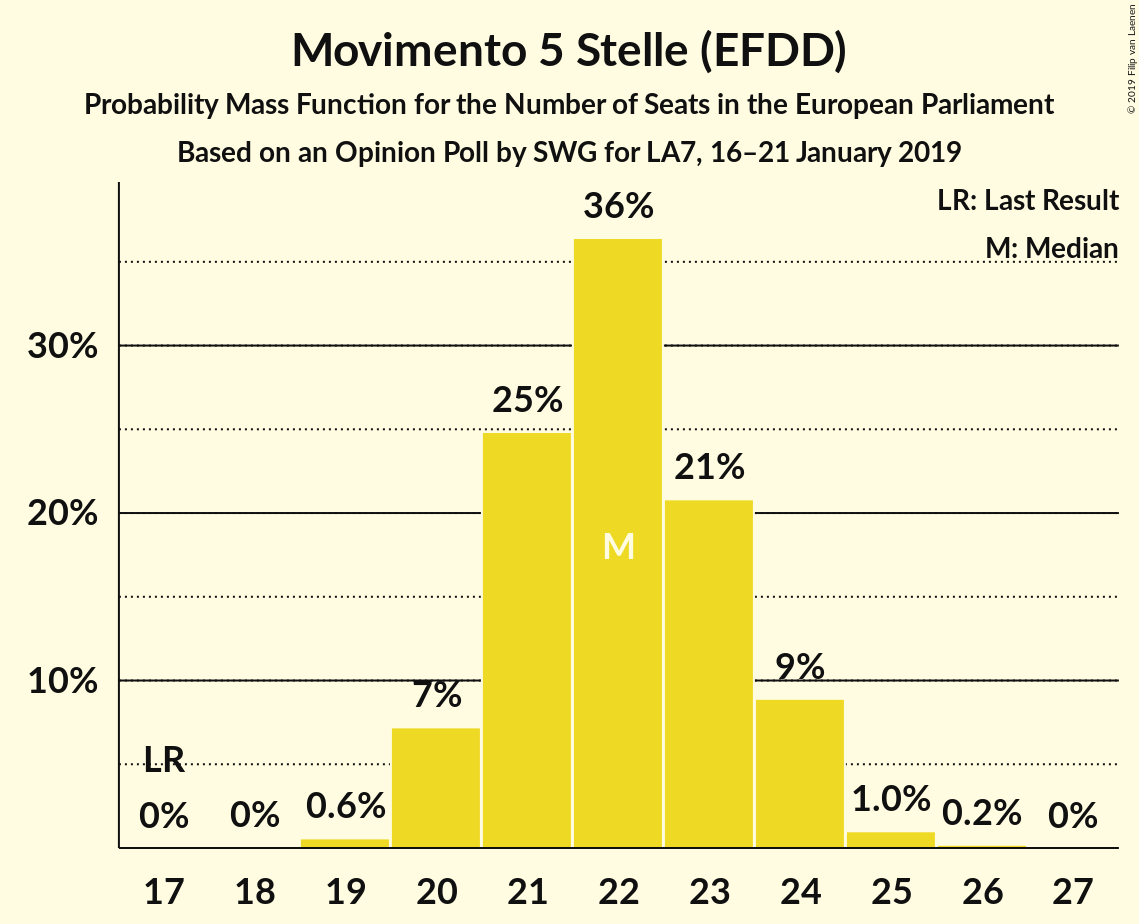 Movimento 5 Stelle (EFDD)
Probability Mass Function for the Number of Seats in the European Parliament
Based on an Opinion Poll by SWG for LA7, 16–21 January 2019
© 2019 Filip van Laenen
LR: Last Result
M: Median
36%
30%
25%
21%
20%
M
10%
9%
7%
LR
0%
0%
0.6%
1.0%
0.2%
0%
17 18 19 20 21 22 23 24 25 26 27